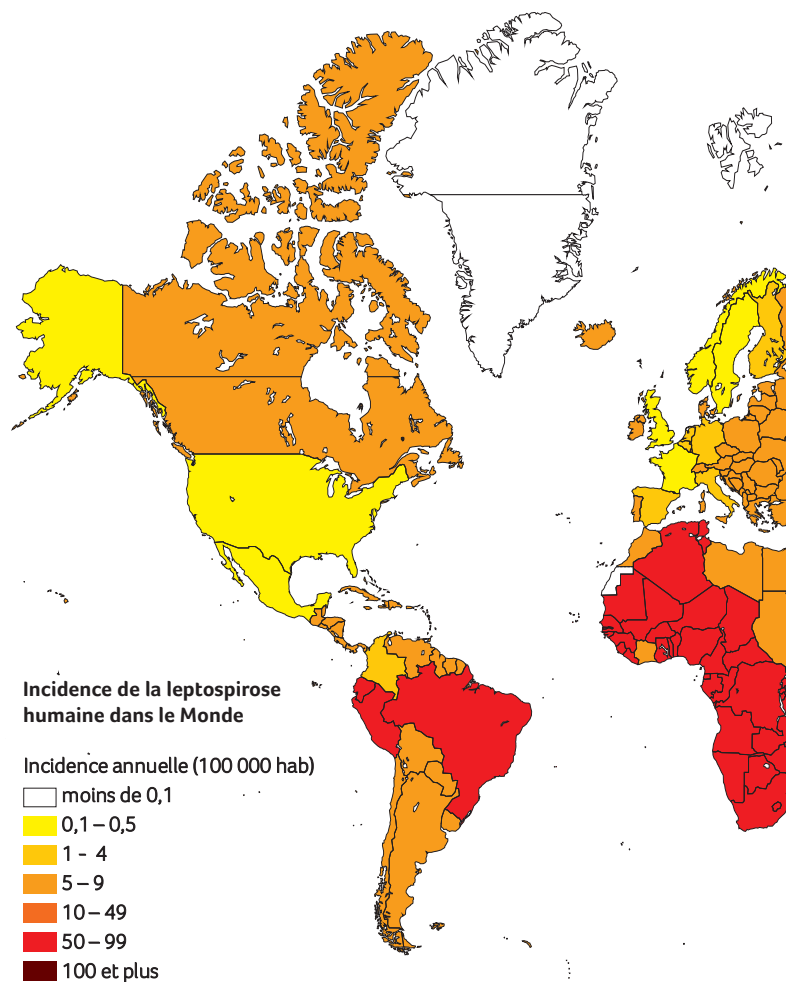 Incidence de la leptospirose
humaine dans le Monde
Incidence annuelle (100 000 hab)
moins de 0,1
0,1 – 0,5
1 - 4
5 – 9
10 – 49
50 – 99
100 et plus